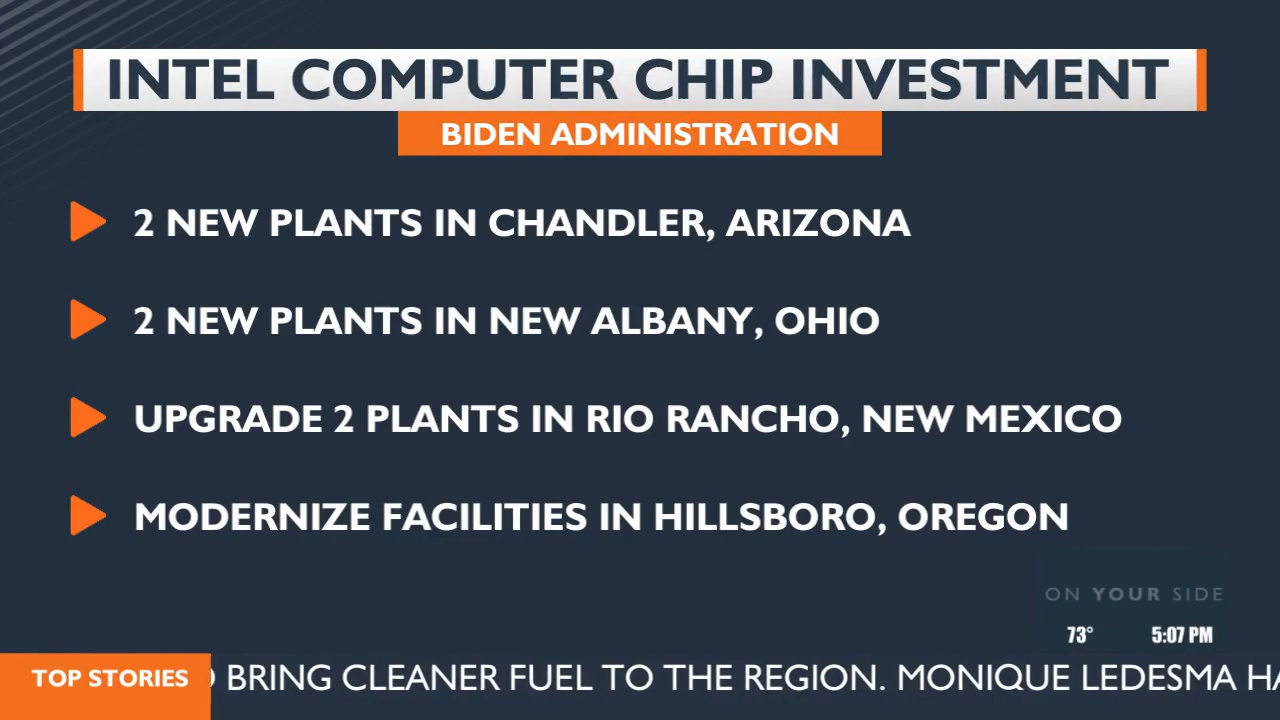 INTEL COMPUTER CHIP INVESTMENT
BIDEN ADMINISTRATION
2 NEW PLANTS IN CHANDLER, ARIZONA
2 NEW PLANTS IN NEW ALBANY, OHIO
UPGRADE 2 PLANTS IN RIO RANCHO, NEW MEXICO
MODERNIZE FACILITIES IN HILLSBORO, OREGON
ON YOUR SIDE
73° 5:07 PM
TOP STORIES BRING CLEANER FUEL TO THE REGION. MONIQUE LEDESMA